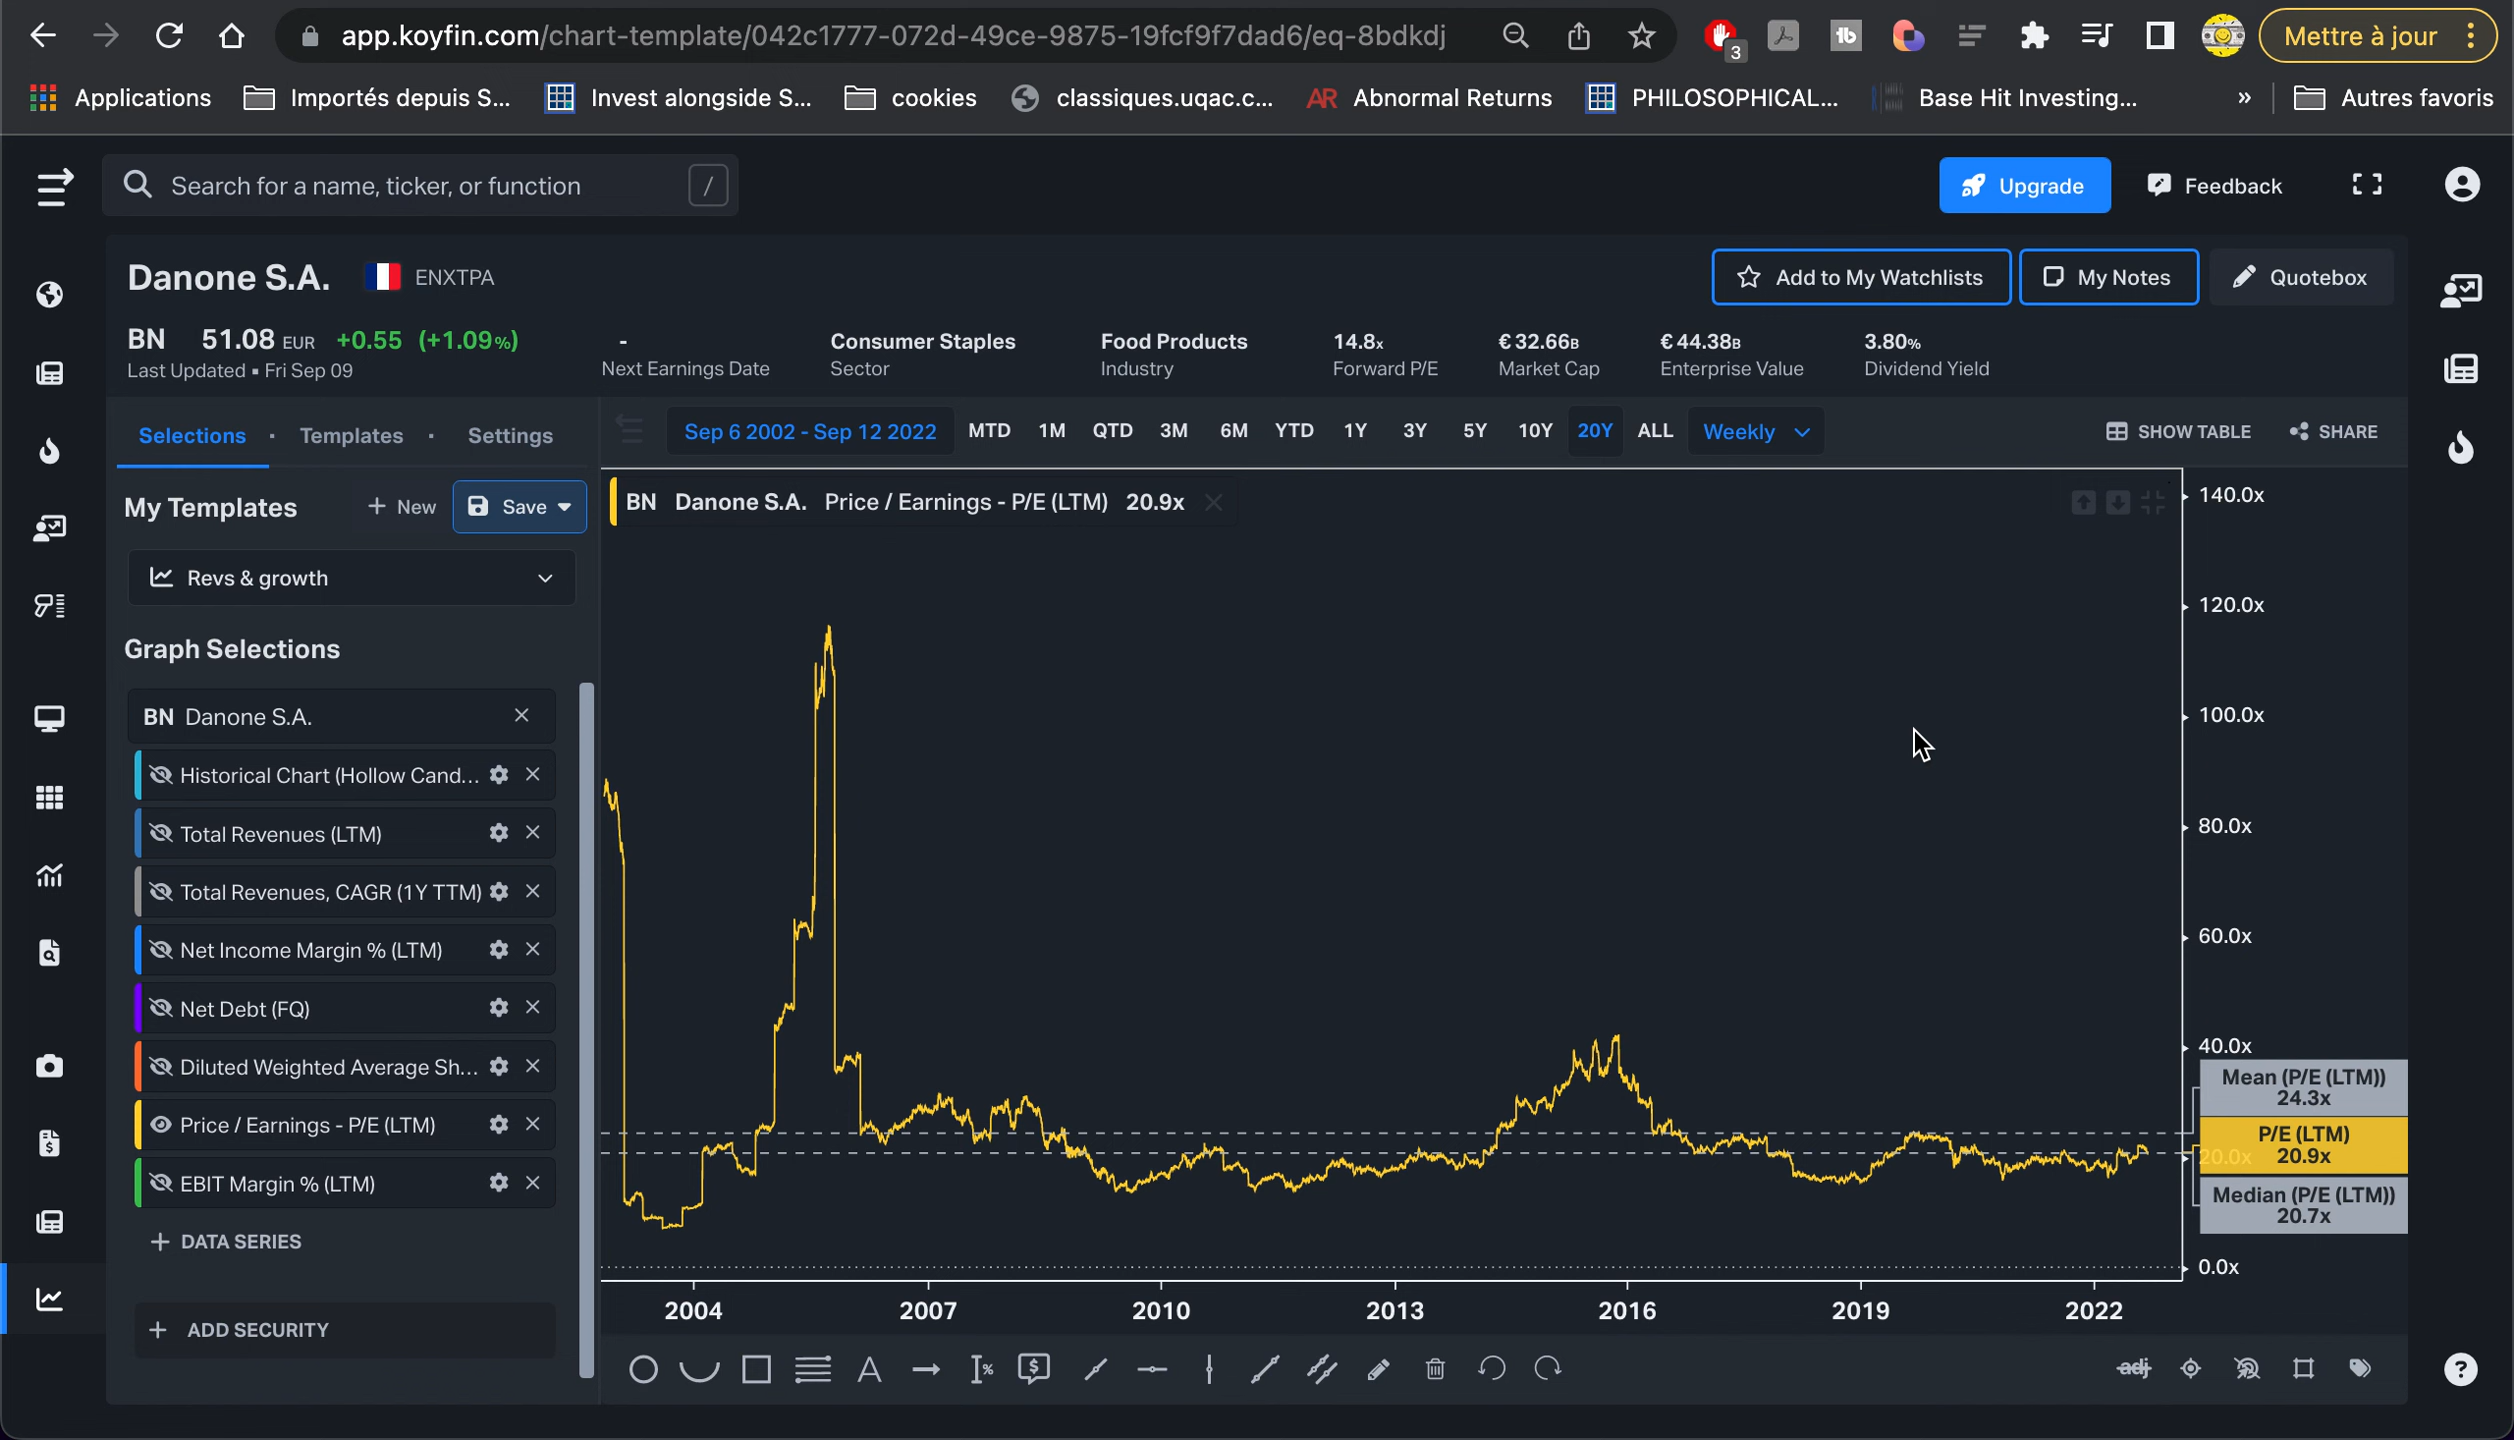 app.koyfin.com/chart-template/042c1777-072d-49ce-9875-19fcf9f7dad6/eq-8bdkdj
3
Mettre à jour
Applications
Importés depuis S...
Invest alongside S...
cookies
classiques.uqac.c...
AR Abnormal Returns
PHILOSOPHICAL...
Base Hit Investing...
»
Autres favoris
Search for a name, ticker, or function /
Upgrade
Feedback
Danone S.A. ENXTPA
Add to My Watchlists
My Notes
Quotebox
BN 51.08 EUR +0.55 (+1.09%)
Last Updated ▪ Fri Sep 09
-
Next Earnings Date
Consumer Staples
Sector
Food Products
Industry
14.8x
Forward P/E
€ 32.66B
Market Cap
€ 44.38B
Enterprise Value
3.80%
Dividend Yield
Selections · Templates · Settings
Sep 6 2002 - Sep 12 2022 MTD 1M QTD 3M 6M YTD 1Y 3Y 5Y 10Y 20Y ALL Weekly
SHOW TABLE
SHARE
My Templates
+ New
Save
Revs & growth
Graph Selections
BN Danone S.A.
Historical Chart (Hollow Cand...
Total Revenues (LTM)
Total Revenues, CAGR (1Y TTM)
Net Income Margin % (LTM)
Net Debt (FQ)
Diluted Weighted Average Sh...
Price / Earnings - P/E (LTM)
EBIT Margin % (LTM)
+ DATA SERIES
+ ADD SECURITY
BN Danone S.A. Price / Earnings - P/E (LTM) 20.9x
140.0x
120.0x
100.0x
80.0x
60.0x
40.0x
Mean (P/E (LTM))
24.3x
P/E (LTM)
20.9x
20.0x
Median (P/E (LTM))
20.7x
0.0x
2004 2007 2010 2013 2016 2019 2022
A
%
$
adj
?